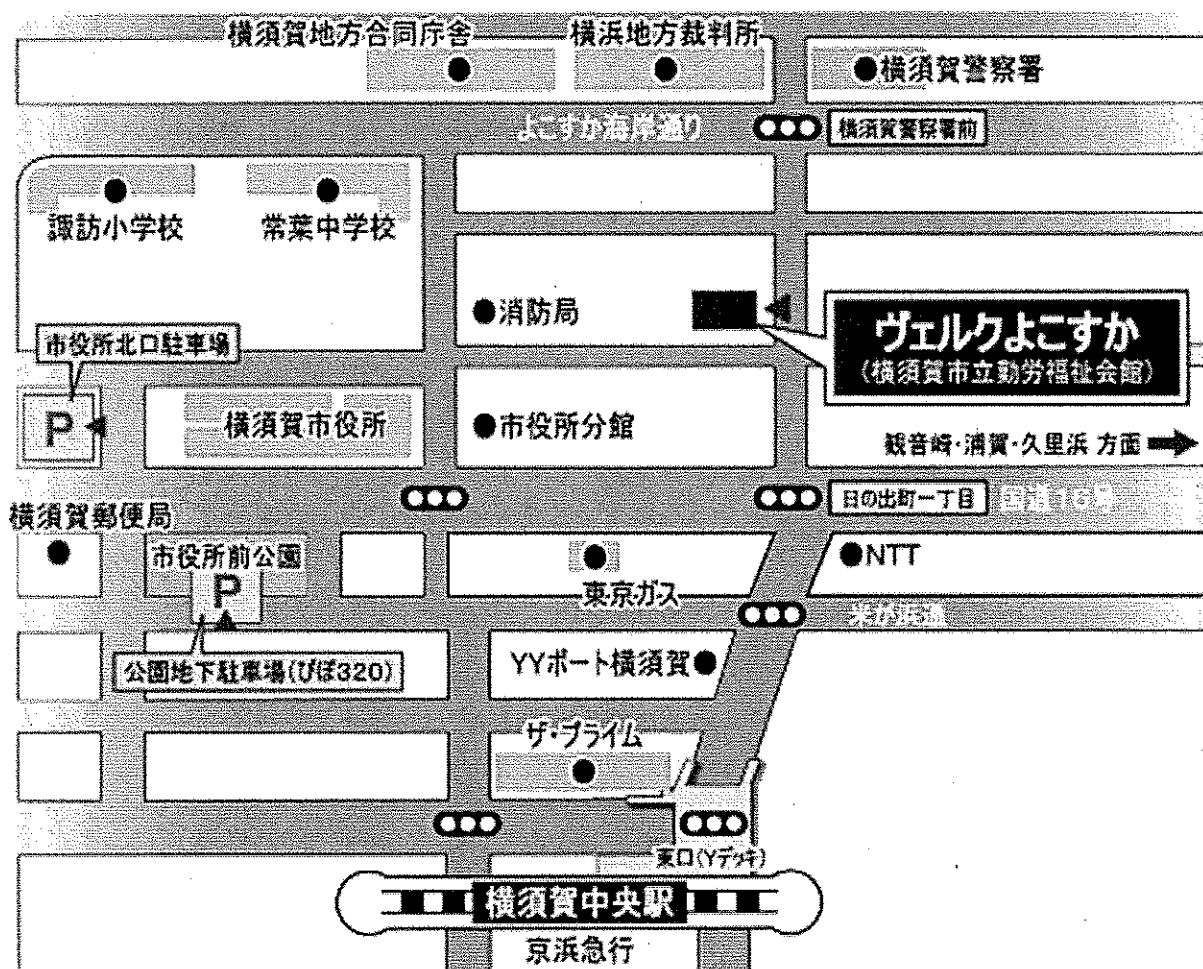 横須賀地方合同庁舎
横浜地方裁判所
横須賀警察署
よこすか海岸通り
横須賀警察署前
諏訪小学校
常葉中学校
消防局
ヴェルクよこすか
(横須賀市立勤労福祉会館)
市役所北口駐車場
P
横須賀市役所
市役所分館
観音崎・浦賀・久里浜 方面
日の出町一丁目
国道16号
横須賀郵便局
市役所前公園
P
東京ガス
NTT
米が浜通
公園地下駐車場(ぴぽ320)
YYポート横須賀
ザ・プライム
東口(Yデッキ)
横須賀中央駅
京浜急行